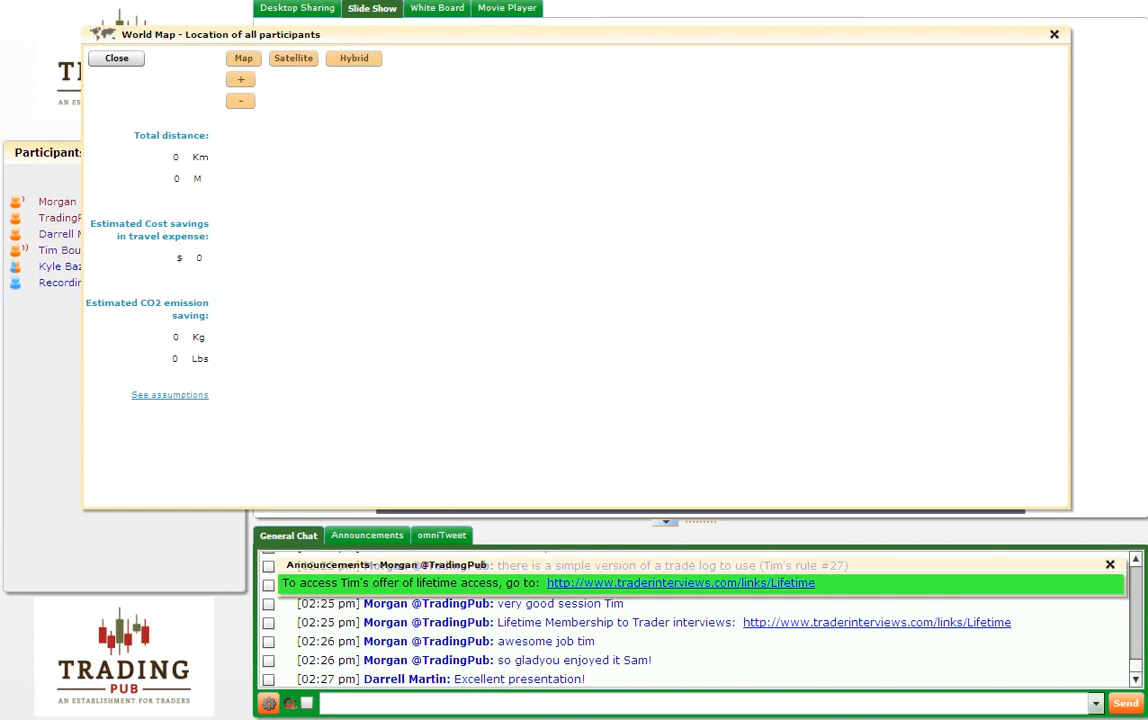 Desktop Sharing Slide Show White Board Movie Player
World Map - Location of all participants
Close Map Satellite Hybrid
+
-
AN ES
Total distance:
Participant
0 Km
0 M
Morgan
Estimated Cost savings
in travel expense:
$ 0
Darrell
Tim Bou
Kyle Baz
Recordin
Estimated CO2 emission
saving:
0 Kg
0 Lbs
See assumptions
General Chat Announcements omniTweet
Announcements - Morgan @TradingPub
there is a simple version of a trade log to use (Tim's rule #27)
To access Tim's offer of lifetime access, go to: http://www.traderinterviews.com/links/Lifetime
[02:25 pm] Morgan @TradingPub: very good session Tim
[02:25 pm] Morgan @TradingPub: Lifetime Membership to Trader interviews: http://www.traderinterviews.com/links/Lifetime
[02:26 pm] Morgan @TradingPub: awesome job tim
[02:26 pm] Morgan @TradingPub: so gladyou enjoyed it Sam!
[02:27 pm] Darrell Martin: Excellent presentation!
Send
TRADING
PUB
AN ESTABLISHMENT FOR TRADERS